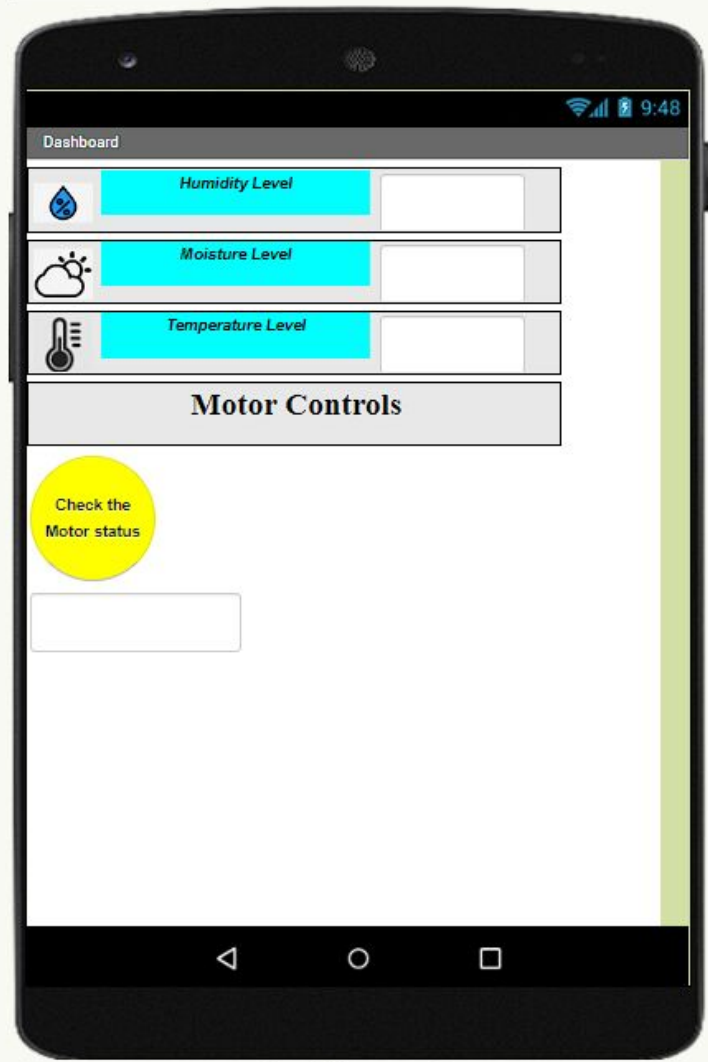 9:48
Dashboard
Humidity Level
%
Moisture Level
Temperature Level
Motor Controls
Check the
Motor status